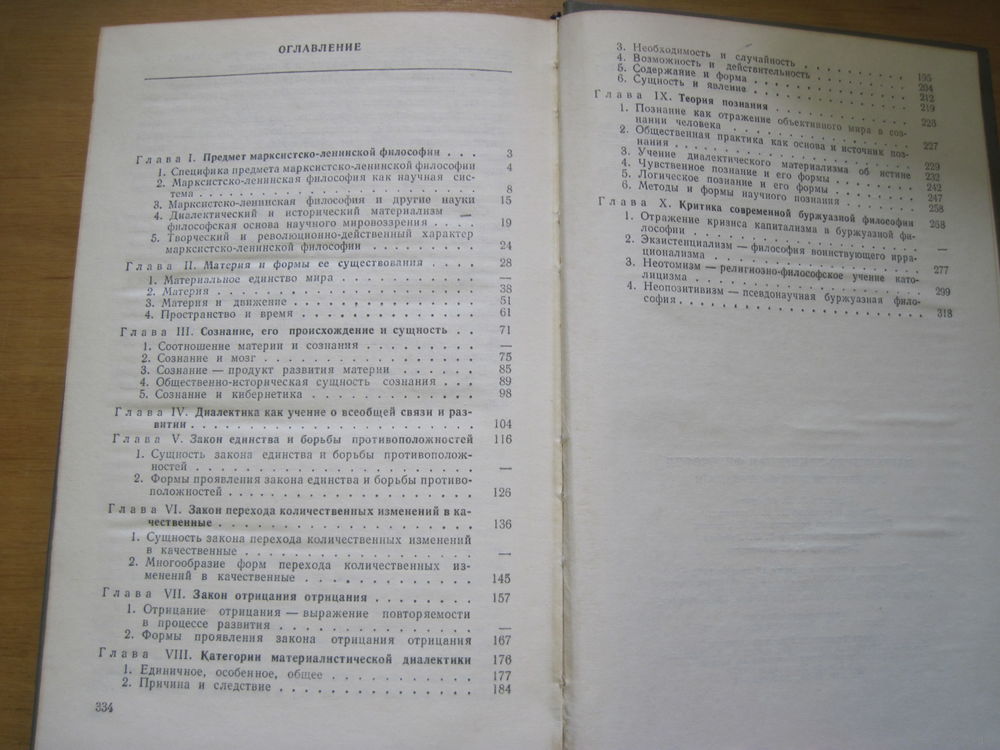 ОГЛАВЛЕНИЕ
Глава I. Предмет марксистско-ленинской философии . . . 3
1. Специфика предмета марксистско-ленинской философии 4
2. Марксистско-ленинская философия как научная сис-
тема . . . . . . . . . . . . . . . . 8
3. Марксистско-ленинская философия и другие науки 15
4. Диалектический и исторический материализм —
философская основа научного мировоззрения . . . . 19
5. Творческий и революционно-действенный характер
марксистско-ленинской философии . . . . . . . 24
Глава II. Материя и формы ее существования . . . . 28
1. Материальное единство мира . . . . . . . . . —
2. Материя . . . . . . . . . . . . . . . . 38
3. Материя и движение . . . . . . . . . . . . 51
4. Пространство и время . . . . . . . . . . . . 61
Глава III. Сознание, его происхождение и сущность . . 71
1. Соотношение материи и сознания . . . . . . . . . —
2. Сознание и мозг . . . . . . . . . . . . . . 75
3. Сознание — продукт развития материи . . . . . . 85
4. Общественно-историческая сущность сознания . . . 89
5. Сознание и кибернетика . . . . . . . . . . . 98
Глава IV. Диалектика как учение о всеобщей связи и раз-
витии . . . . . . . . . . . . . . . . . . . 104
Глава V. Закон единства и борьбы противоположностей 116
1. Сущность закона единства и борьбы противополож-
ностей . . . . . . . . . . . . . . . . . . —
2. Формы проявления закона единства и борьбы противо-
положностей . . . . . . . . . . . . . . . 126
Глава VI. Закон перехода количественных изменений в ка-
чественные . . . . . . . . . . . . . . . . 136
1. Сущность закона перехода количественных изменений
в качественные . . . . . . . . . . . . . . —
2. Многообразие форм перехода количественных из-
менений в качественные . . . . . . . . . . 145
Глава VII. Закон отрицания отрицания . . . . . . . . 157
1. Отрицание отрицания — выражение повторяемости
в процессе развития . . . . . . . . . . . . —
2. Формы проявления закона отрицания отрицания 167
Глава VIII. Категории материалистической диалектики 176
1. Единичное, особенное, общее . . . . . . . . . . 177
2. Причина и следствие . . . . . . . . . . . . . 184
334
3. Необходимость и случайность . . . . . . . . . 195
4. Возможность и действительность . . . . . . . . 204
5. Содержание и форма . . . . . . . . . . . . 212
6. Сущность и явление . . . . . . . . . . . . 219
Глава IX. Теория познания . . . . . . . . . . . 226
1. Познание как отражение объективного мира в соз-
нании человека . . . . . . . . . . . . . . 227
2. Общественная практика как основа и источник поз-
нания . . . . . . . . . . . . . . . . . 229
3. Учение диалектического материализма об истине 232
4. Чувственное познание и его формы . . . . . . . 242
5. Логическое познание и его формы . . . . . . . 247
6. Методы и формы научного познания . . . . . . . 258
Глава X. Критика современной буржуазной философии 268
1. Отражение кризиса капитализма в буржуазной фи-
лософии . . . . . . . . . . . . . . . . . —
2. Экзистенциализм — философия воинствующего ирра-
ционализма . . . . . . . . . . . . . . . 277
3. Неотомизм — религиозно-философское учение като-
лицизма . . . . . . . . . . . . . . . . . 299
4. Неопозитивизм — псевдонаучная буржуазная фило-
софия . . . . . . . . . . . . . . . . . . 318